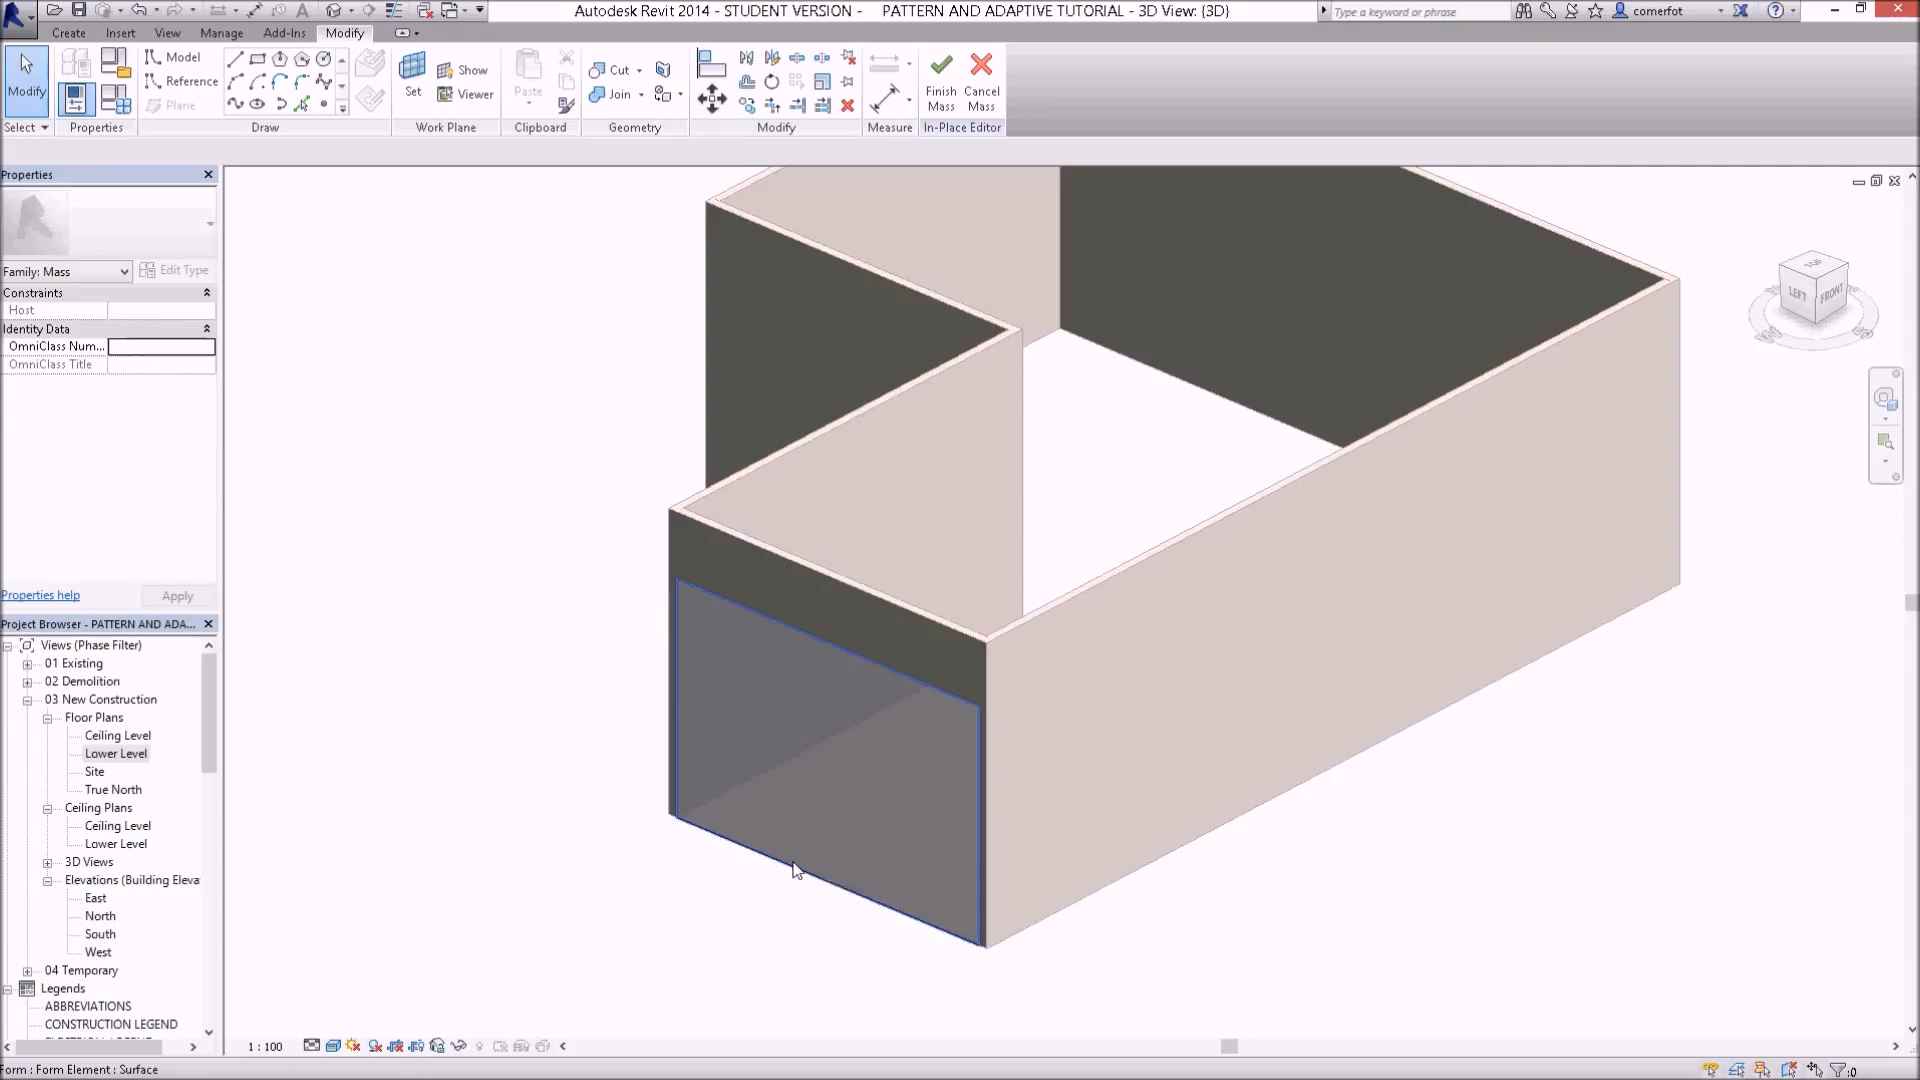 Autodesk Revit 2014 - STUDENT VERSION - PATTERN AND ADAPTIVE TUTORIAL - 3D View: {3D}
Type a keyword or phrase
comerfot
Create Insert View Manage Add-Ins Modify
Modify
Model
Reference
Plane
Set
Show
Viewer
Paste
Cut
Join
Finish Mass
Cancel Mass
Select Properties Draw Work Plane Clipboard Geometry Modify Measure In-Place Editor
Properties
Family: Mass
Edit Type
Constraints
Host
Identity Data
OmniClass Num...
OmniClass Title
Properties help
Apply
Project Browser - PATTERN AND ADA...
Views (Phase Filter)
01 Existing
02 Demolition
03 New Construction
Floor Plans
Ceiling Level
Lower Level
Site
True North
Ceiling Plans
Ceiling Level
Lower Level
3D Views
Elevations (Building Eleva
East
North
South
West
04 Temporary
Legends
ABBREVIATIONS
CONSTRUCTION LEGEND
TOP
LEFT
FRONT
1 : 100
Form : Form Element : Surface
:0